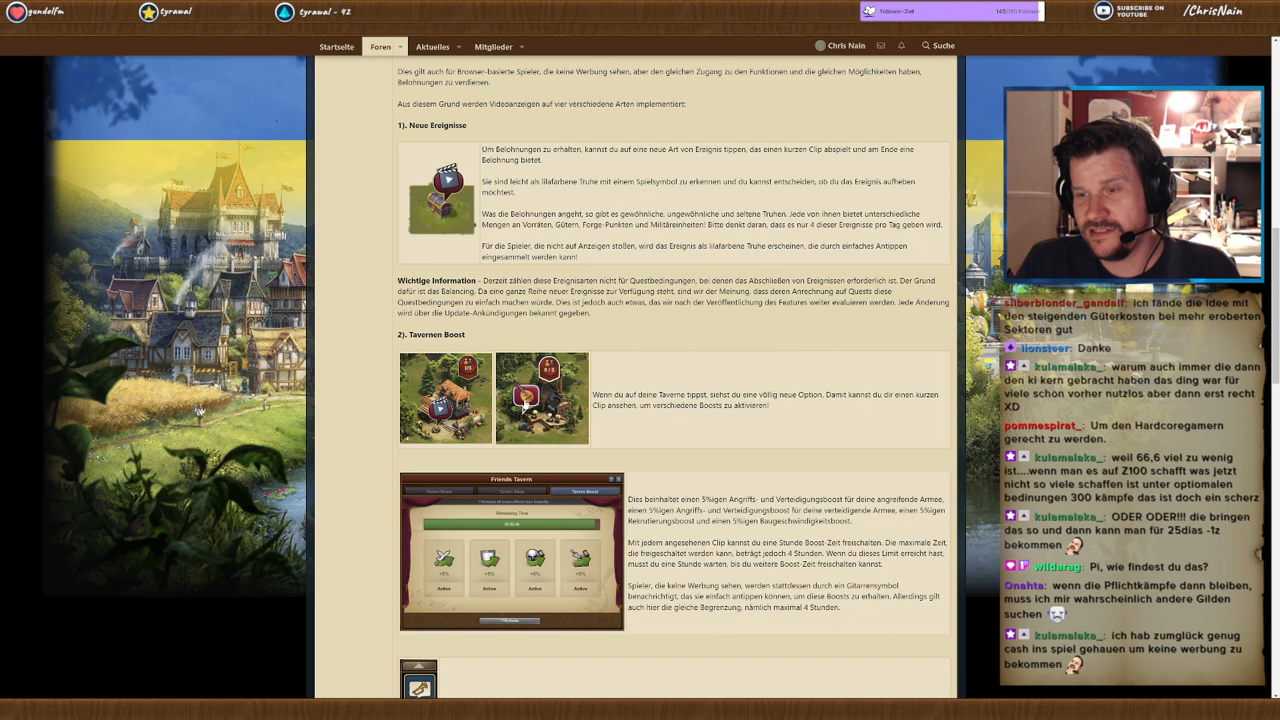 gundolfm
tyrawal
tyrawal - 92
Follower-Ziel
SUBSCRIBE ON
YOUTUBE
/ChrisNain
Startseite
Foren
Aktuelles
Mitglieder
Chris Nain
Suche
Dies gilt auch für Browser-basierte Spieler, die keine Werbung sehen, aber den gleichen Zugang zu den Funktionen und die gleichen Möglichkeiten haben,
Belohnungen zu verdienen.
Aus diesem Grund werden Videoanzeigen auf vier verschiedene Arten implementiert:
1). Neue Ereignisse
Um Belohnungen zu erhalten, kannst du auf eine neue Art von Ereignis tippen, das einen kurzen Clip abspielt und am Ende eine
Belohnung bietet.
Sie sind leicht als lilafarbene Truhe mit einem Spielsymbol zu erkennen und du kannst entscheiden, ob du das Ereignis aufheben
möchtest.
Was die Belohnungen angeht, so gibt es gewöhnliche, ungewöhnliche und seltene Truhen. Jede von ihnen bietet unterschiedliche
Mengen an Vorräten, Gütern, Forge-Punkten und Militäreinheiten! Bitte denkt daran, dass es nur 4 dieser Ereignisse pro Tag geben wird.
Für die Spieler, die nicht auf Anzeigen stoßen, wird das Ereignis als lilafarbene Truhe erscheinen, die durch einfaches Antippen
eingesammelt werden kann!
Wichtige Information - Derzeit zählen diese Ereignisarten nicht für Questbedingungen, bei denen das Abschließen von Ereignissen erforderlich ist. Der Grund
dafür ist das Balancing. Da eine ganze Reihe neuer Ereignisse zur Verfügung steht, sind wir der Meinung, dass deren Anrechnung auf Quests diese
Questbedingungen zu einfach machen würde. Dies ist jedoch auch etwas, das wir nach der Veröffentlichung des Features weiter evaluieren werden. Jede Änderung
wird über die Update-Ankündigungen bekannt gegeben.
2). Tavernen Boost
Wenn du auf deine Taverne tippst, siehst du eine völlig neue Option. Damit kannst du dir einen kurzen
Clip ansehen, um verschiedene Boosts zu aktivieren!
Friends Tavern
Tavern Boost
Remaining Time
Active
Active
Active
Active
Dies beinhaltet einen 5%igen Angriffs- und Verteidigungsboost für deine angreifende Armee,
einen 5%igen Angriffs- und Verteidigungsboost für deine verteidigende Armee, einen 5%igen
Rekrutierungsboost und einen 5%igen Baugeschwindigkeitsboost.
Mit jedem angesehenen Clip kannst du eine Stunde Boost-Zeit freischalten. Die maximale Zeit,
die freigeschaltet werden kann, beträgt jedoch 4 Stunden. Wenn du dieses Limit erreicht hast,
musst du eine Stunde warten, bis du weitere Boost-Zeit freischalten kannst.
Spieler, die keine Werbung sehen, werden stattdessen durch ein Gitarrensymbol
benachrichtigt, das sie einfach antippen können, um diese Boosts zu erhalten. Allerdings gilt
auch hier die gleiche Begrenzung, nämlich maximal 4 Stunden.
silberblonder_gandalf: ich fände die Idee mit
den steigenden Güterkosten bei mehr eroberten
Sektoren gut
lionsteer: Danke
kulamalaka_: warum auch immer die dann
den ki kern gebracht haben das ding war für
viele schon vorher nutzlos aber dann erst recht
XD
pommespirat_: Um den Hardcoregamern
gerecht zu werden.
kulamalaka_: weil 66,6 viel zu wenig
ist....wenn man es auf Z100 schafft was jetzt
nicht so viele schaffen ist unter optiomalen
bedinungen 300 kämpfe das ist doch ein scherz
kulamalaka_: ODER ODER!!! die bringen
das so und dann kann man für 25dias -1z
bekommen
wildarag: Pi, wie findest du das?
Onahta: wenn die Pflichtkämpfe dann bleiben,
muss ich mir wahrscheinlich andere Gilden
suchen
kulamalaka_: ich hab zumglück genug
cash ins spiel gehauen um keine werbung zu
bekommen